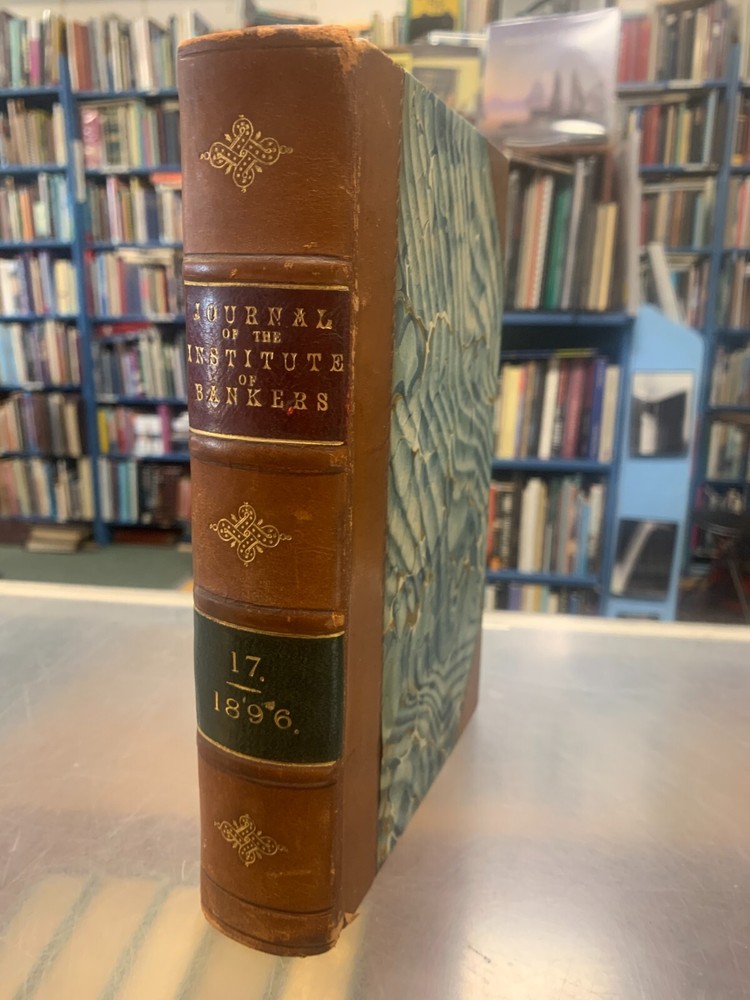 JOURNAL
OF THE
INSTITUTE
OF
BANKERS
17.
1896.